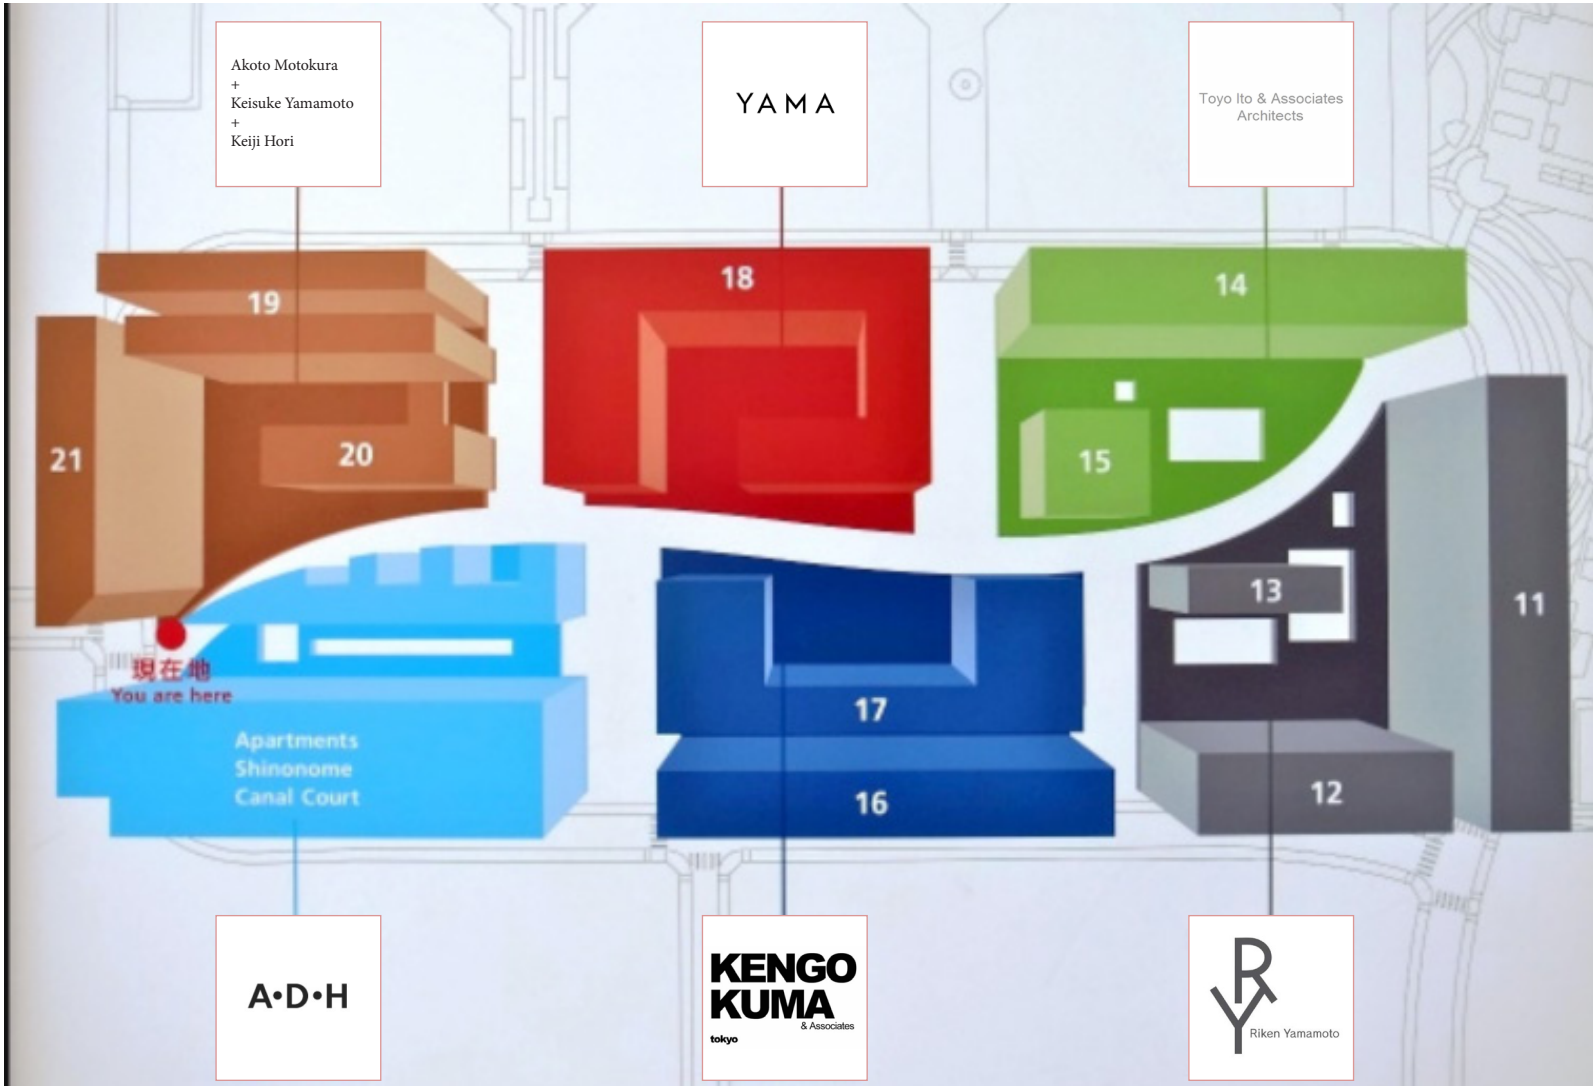 Akoto Motokura
+
Keisuke Yamamoto
+
Keiji Hori
YAMA
Toyo Ito & Associates
Architects
19
18
14
21
20
15
13
11
現在地
You are here
17
Apartments
Shinonome
Canal Court
16
12
A•D•H
KENGO
KUMA
& Associates
tokyo
RY
Riken Yamamoto